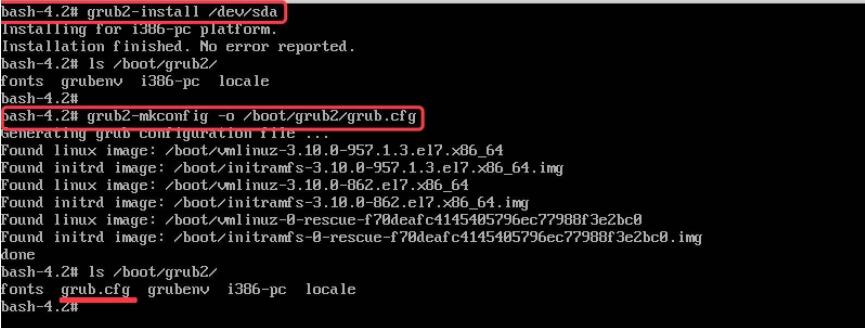 bash-4.2# grub2-install /dev/sda
Installing for i386-pc platform.
Installation finished. No error reported.
bash-4.2# ls /boot/grub2/
fonts  grubenv  i386-pc  locale
bash-4.2#
bash-4.2# grub2-mkconfig -o /boot/grub2/grub.cfg
Generating grub configuration file ...
Found linux image: /boot/vmlinuz-3.10.0-957.1.3.el7.x86_64
Found initrd image: /boot/initramfs-3.10.0-957.1.3.el7.x86_64.img
Found linux image: /boot/vmlinuz-3.10.0-862.el7.x86_64
Found initrd image: /boot/initramfs-3.10.0-862.el7.x86_64.img
Found linux image: /boot/vmlinuz-0-rescue-f70deafc4145405796ec77988f3e2bc0
Found initrd image: /boot/initramfs-0-rescue-f70deafc4145405796ec77988f3e2bc0.img
done
bash-4.2# ls /boot/grub2/
fonts  grub.cfg  grubenv  i386-pc  locale
bash-4.2#